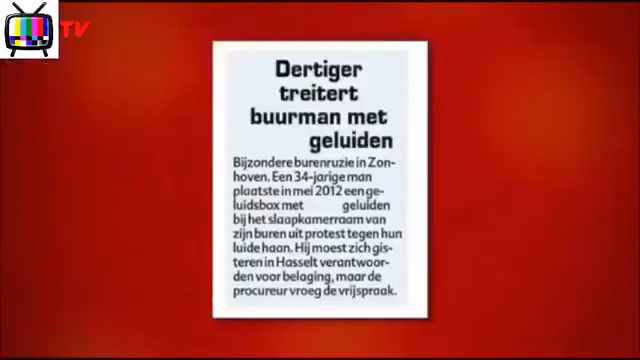 TV
Dertiger
treitert
buurman met
geluiden
Bijzondere burenruzie in Zon-
hoven. Een 34-jarige man
plaatste in mei 2012 een ge-
luidsbox met geluiden
bij het slaapkamerraam van
zijn buren uit protest tegen hun
luide haan. Hij moest zich gis-
teren in Hasselt verantwoor-
den voor belaging, maar de
procureur vroeg de vrijspraak.